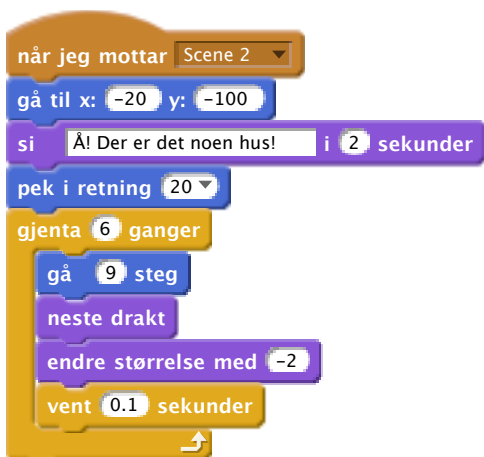 når jeg mottar Scene 2
gå til x: -20 y: -100
si Å! Der er det noen hus! i 2 sekunder
pek i retning 20
gjenta 6 ganger
gå 9 steg
neste drakt
endre størrelse med -2
vent 0.1 sekunder